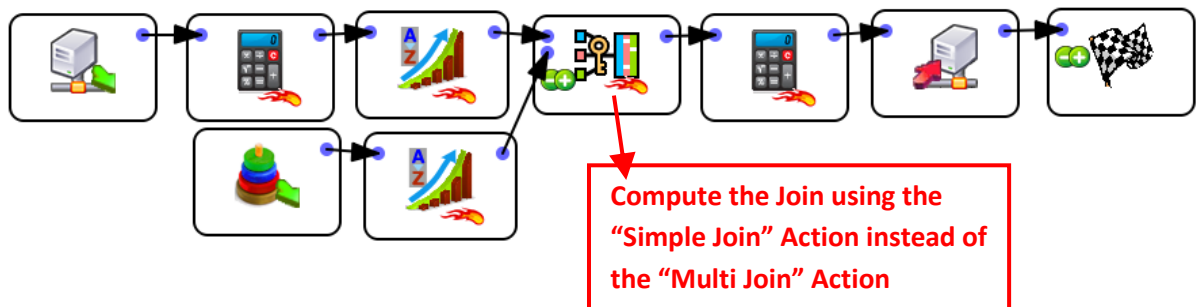 A
Z
A
Z
Compute the Join using the
“Simple Join” Action instead of
the “Multi Join” Action